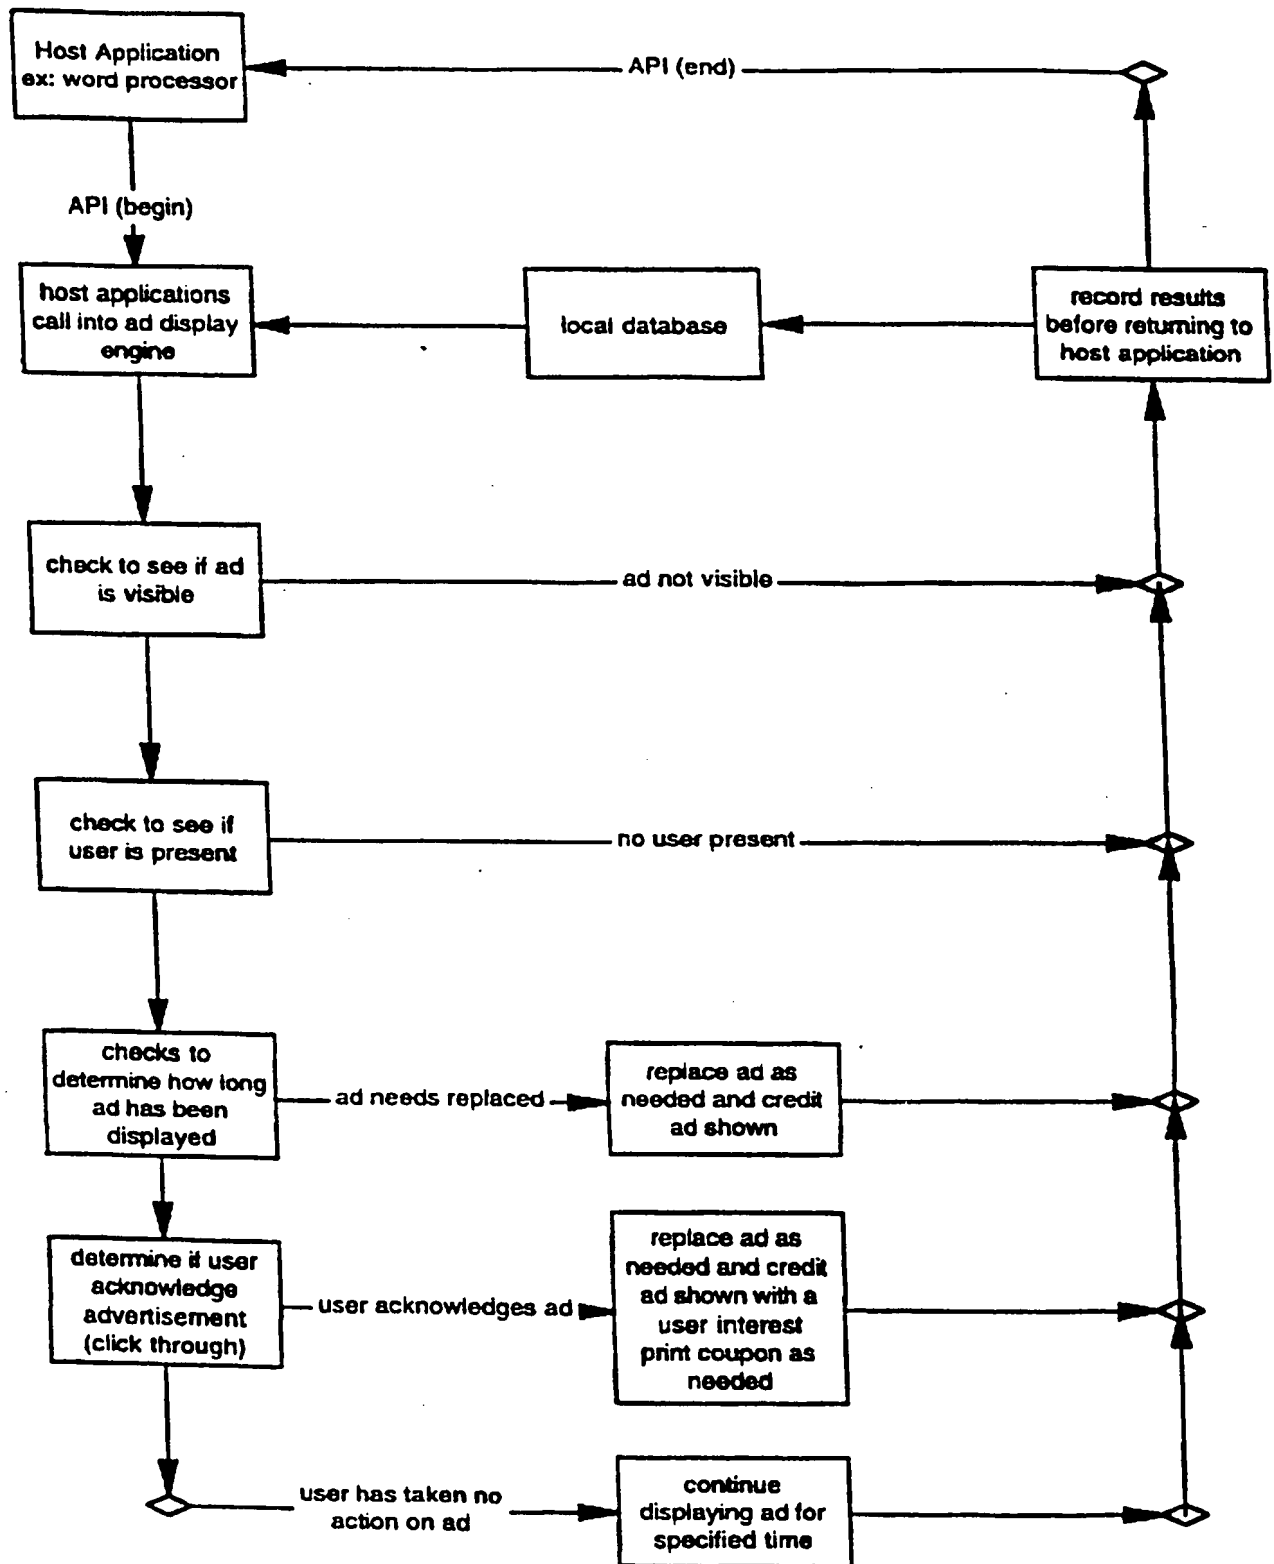 Host Application
ex: word processor
API (end)
API (begin)
host applications
call into ad display
engine
local database
record results
before returning to
host application
check to see if ad
is visible
ad not visible
check to see if
user is present
no user present
checks to
determine how long
ad has been
displayed
ad needs replaced
replace ad as
needed and credit
ad shown
determine if user
acknowledge
advertisement
(click through)
user acknowledges ad
replace ad as
needed and credit
ad shown with a
user interest
print coupon as
needed
user has taken no
action on ad
continue
displaying ad for
specified time